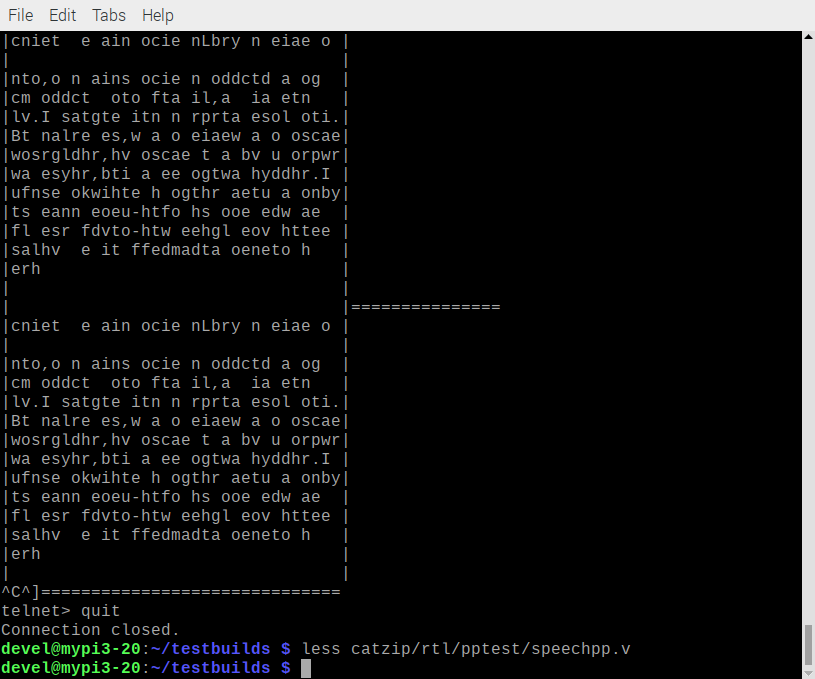 File Edit Tabs Help
|cniet  e ain ocie nLbry n eiae o |
|                                 |
|nto,o n ains ocie n oddctd a og  |
|cm oddct  oto fta il,a  ia etn   |
|lv.I satgte itn n rprta esol oti.|
|Bt nalre es,w a o eiaew a o oscae|
|wosrgldhr,hv oscae t a bv u orpwr|
|wa esyhr,bti a ee ogtwa hyddhr.I |
|ufnse okwihte h ogthr aetu a onby|
|ts eann eoeu-htfo hs ooe edw ae  |
|fl esr fdvto-htw eehgl eov httee |
|salhv  e it ffedmadta oeneto h   |
|erh                              |
|                                 |
|                                 |===============
|cniet  e ain ocie nLbry n eiae o |
|                                 |
|nto,o n ains ocie n oddctd a og  |
|cm oddct  oto fta il,a  ia etn   |
|lv.I satgte itn n rprta esol oti.|
|Bt nalre es,w a o eiaew a o oscae|
|wosrgldhr,hv oscae t a bv u orpwr|
|wa esyhr,bti a ee ogtwa hyddhr.I |
|ufnse okwihte h ogthr aetu a onby|
|ts eann eoeu-htfo hs ooe edw ae  |
|fl esr fdvto-htw eehgl eov httee |
|salhv  e it ffedmadta oeneto h   |
|erh                              |
|                                 |
^C^]==============================
telnet> quit
Connection closed.
devel@mypi3-20:~/testbuilds $ less catzip/rtl/pptest/speechpp.v
devel@mypi3-20:~/testbuilds $